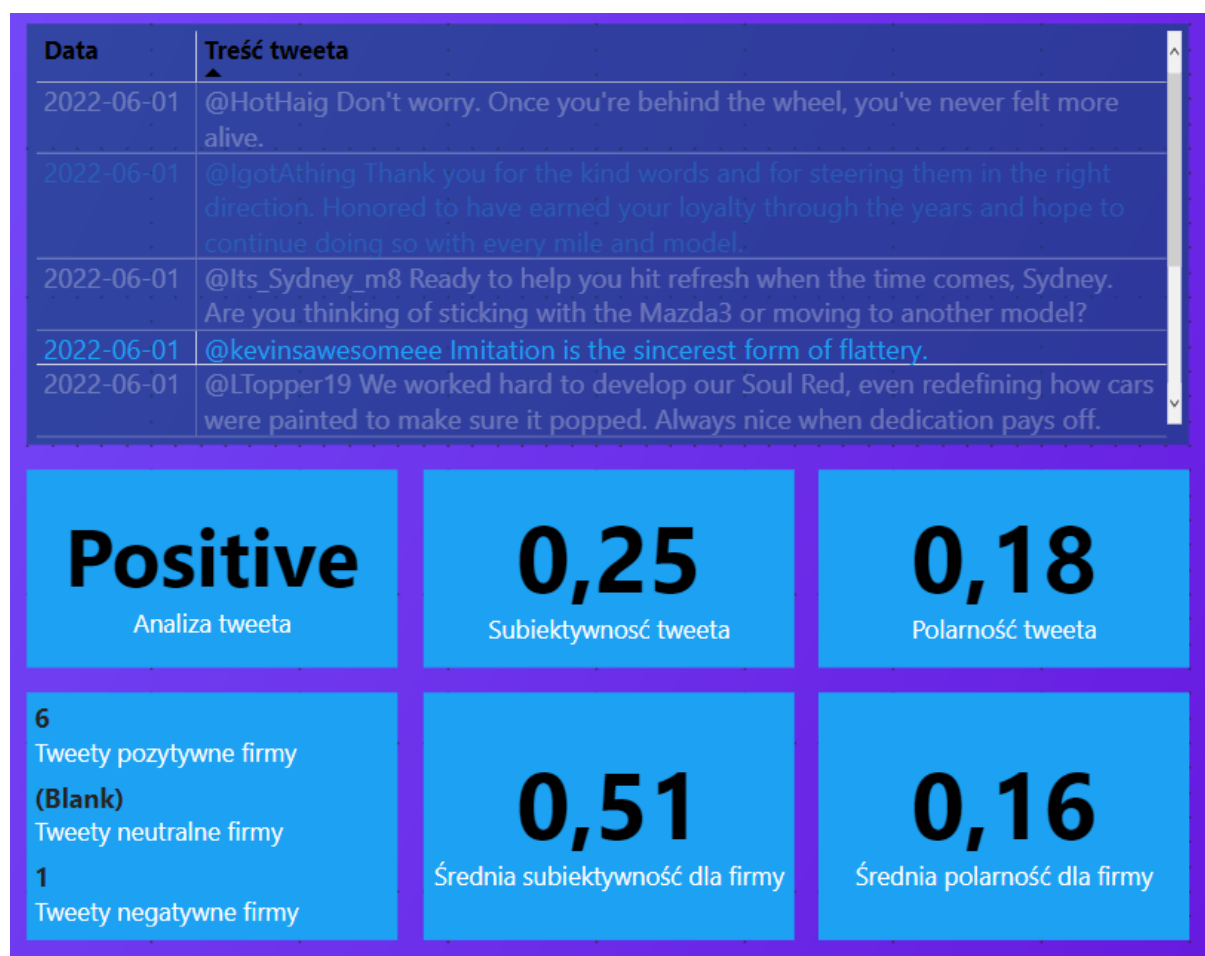 Data Treść tweeta
2022-06-01 @HotHaig Don't worry. Once you're behind the wheel, you've never felt more
alive.
2022-06-01 @IgotAthing Thank you for the kind words and for steering them in the right
direction. Honored to have earned your loyalty through the years and hope to
continue doing so with every mile and model.
2022-06-01 @Its_Sydney_m8 Ready to help you hit refresh when the time comes, Sydney.
Are you thinking of sticking with the Mazda3 or moving to another model?
2022-06-01 @kevinsawesomeee Imitation is the sincerest form of flattery.
2022-06-01 @LTopper19 We worked hard to develop our Soul Red, even redefining how cars
were painted to make sure it popped. Always nice when dedication pays off.
Positive
Analiza tweeta
0,25
Subiektywnosć tweeta
0,18
Polarność tweeta
6
Tweety pozytywne firmy
(Blank)
Tweety neutralne firmy
1
Tweety negatywne firmy
0,51
Średnia subiektywność dla firmy
0,16
Średnia polarność dla firmy